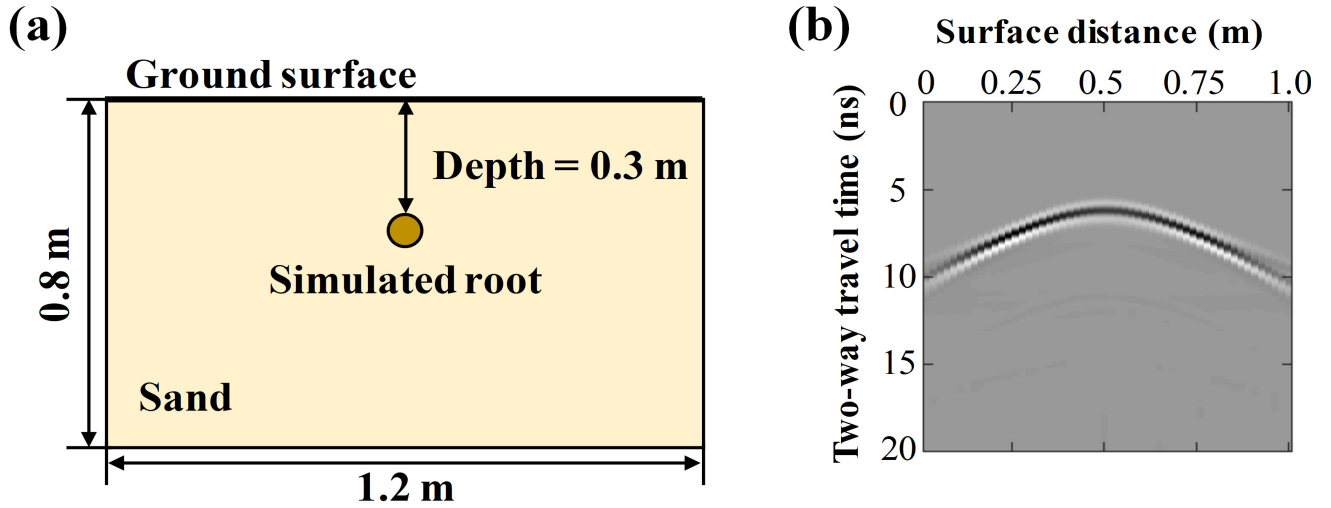 (a)
Ground surface
Depth = 0.3 m
0.8 m
Simulated root
Sand
1.2 m
(b)
Surface distance (m)
0 0.25 0.5 0.75 1.0
Two-way travel time (ns)
0
5
10
15
20